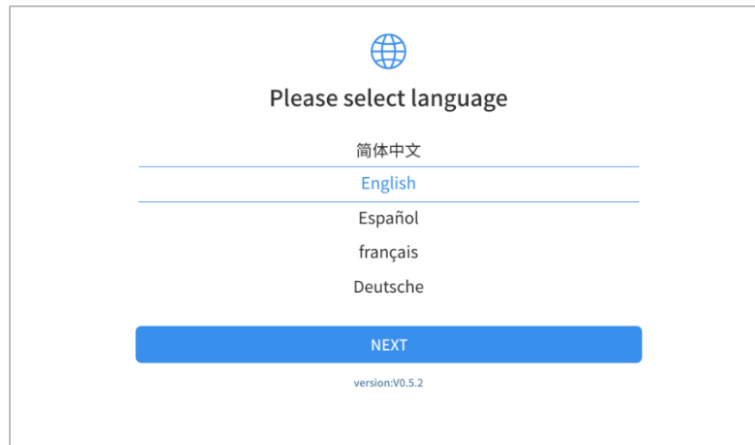 Please select language
简体中文
English
Español
français
Deutsche
NEXT
version:V0.5.2